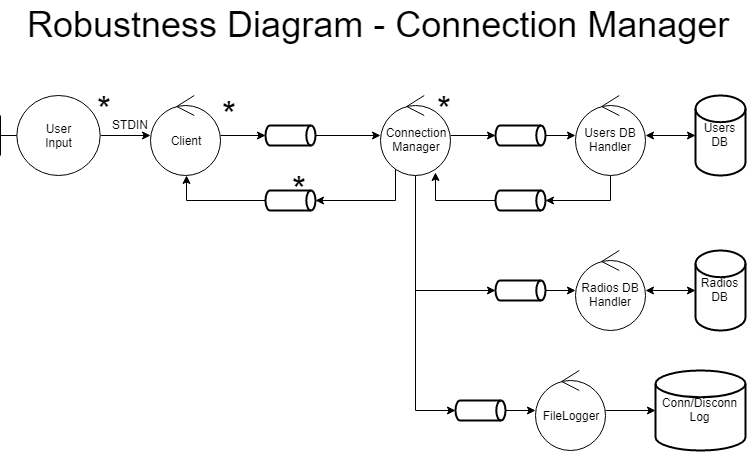 Robustness Diagram - Connection Manager
*
STDIN
*
*
User
Input
Client
Connection
Manager
Users DB
Handler
Users
DB
*
Radios DB
Handler
Radios
DB
FileLogger
Conn/Disconn
Log